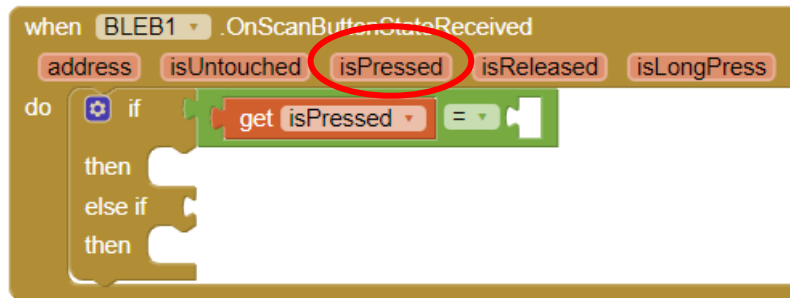 when BLEB1 .OnScanButtonStateReceived
address isUntouched isPressed isReleased isLongPress
do if get isPressed =
then
else if
then